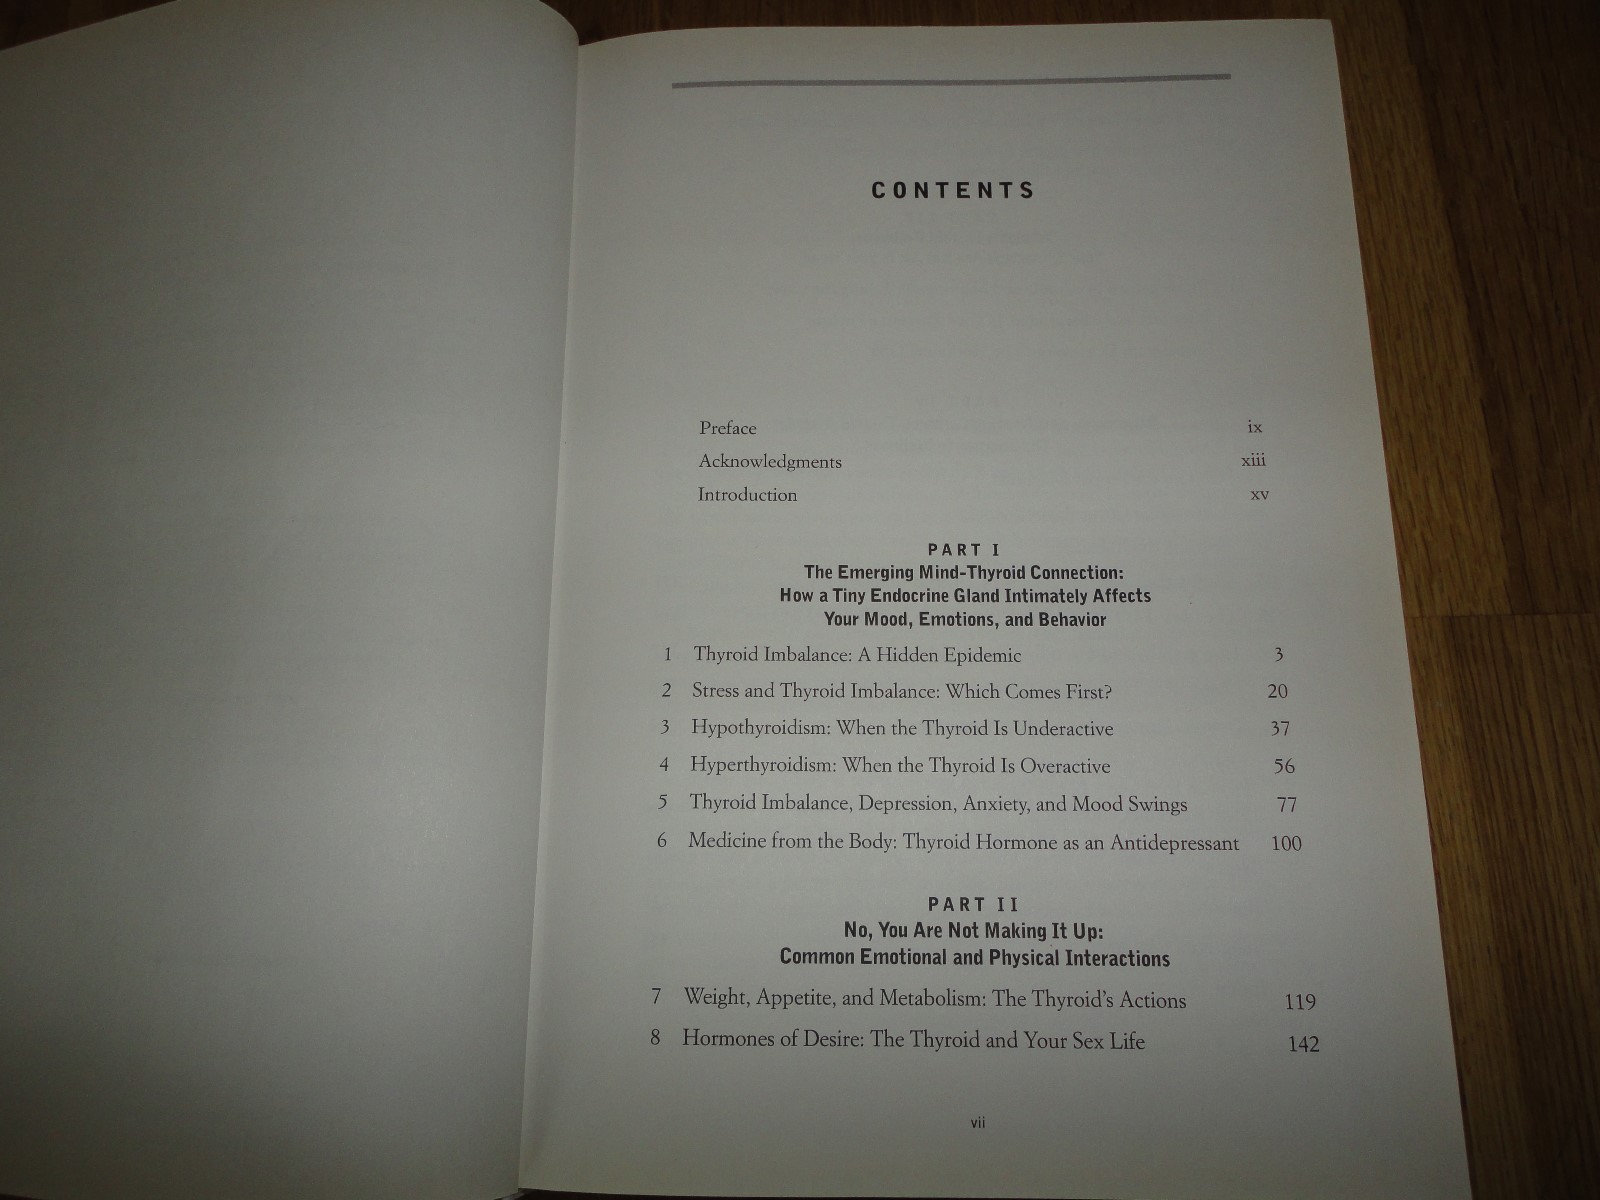 CONTENTS
Preface ix
Acknowledgments xiii
Introduction xv
PART I
The Emerging Mind-Thyroid Connection:
How a Tiny Endocrine Gland Intimately Affects
Your Mood, Emotions, and Behavior
1 Thyroid Imbalance: A Hidden Epidemic 3
2 Stress and Thyroid Imbalance: Which Comes First? 20
3 Hypothyroidism: When the Thyroid Is Underactive 37
4 Hyperthyroidism: When the Thyroid Is Overactive 56
5 Thyroid Imbalance, Depression, Anxiety, and Mood Swings 77
6 Medicine from the Body: Thyroid Hormone as an Antidepressant 100
PART II
No, You Are Not Making It Up:
Common Emotional and Physical Interactions
7 Weight, Appetite, and Metabolism: The Thyroid's Actions 119
8 Hormones of Desire: The Thyroid and Your Sex Life 142
vii